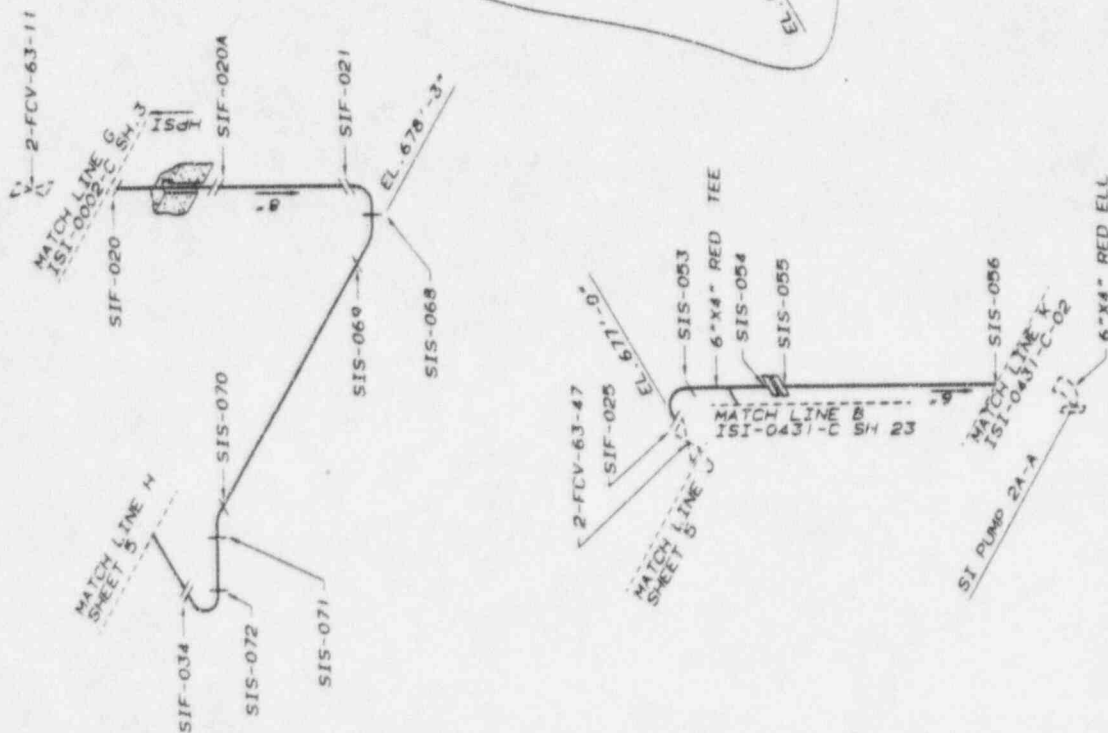 2-FCV-63-11
MATCH LINE G
ISI-0002-C SH.3
HPSI
SIF-020
SIF-020A
SIF-021
8"
EL. 678'-3"
SIS-068
SIS-069
SIS-070
SIS-071
SIS-072
SIF-034
MATCH LINE H
SHEET 5
EL.
2-FCV-63-47
SIF-025
EL. 677'-0"
MATCH LINE J
SHEET 5
SIS-053
6"X4" RED TEE
SIS-054
SIS-055
MATCH LINE B
ISI-0431-C SH 23
6"
SIS-056
MATCH LINE K
ISI-0431-C-02
SI PUMP 2A-A
6"X4" RED ELL